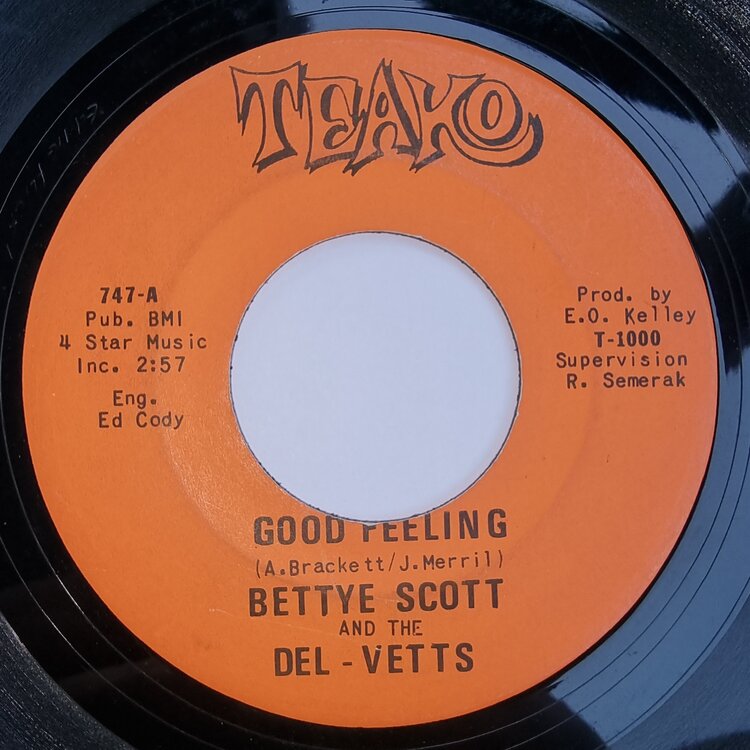 TEAKO
747-A
Pub. BMI
4 Star Music
Inc. 2:57
Eng.
Ed Cody
Prod. by
E.O. Kelley
T-1000
Supervision
R. Semerak
GOOD FEELING
(A.Brackett/J.Merril)
BETTYE SCOTT
AND THE
DEL-VETTS